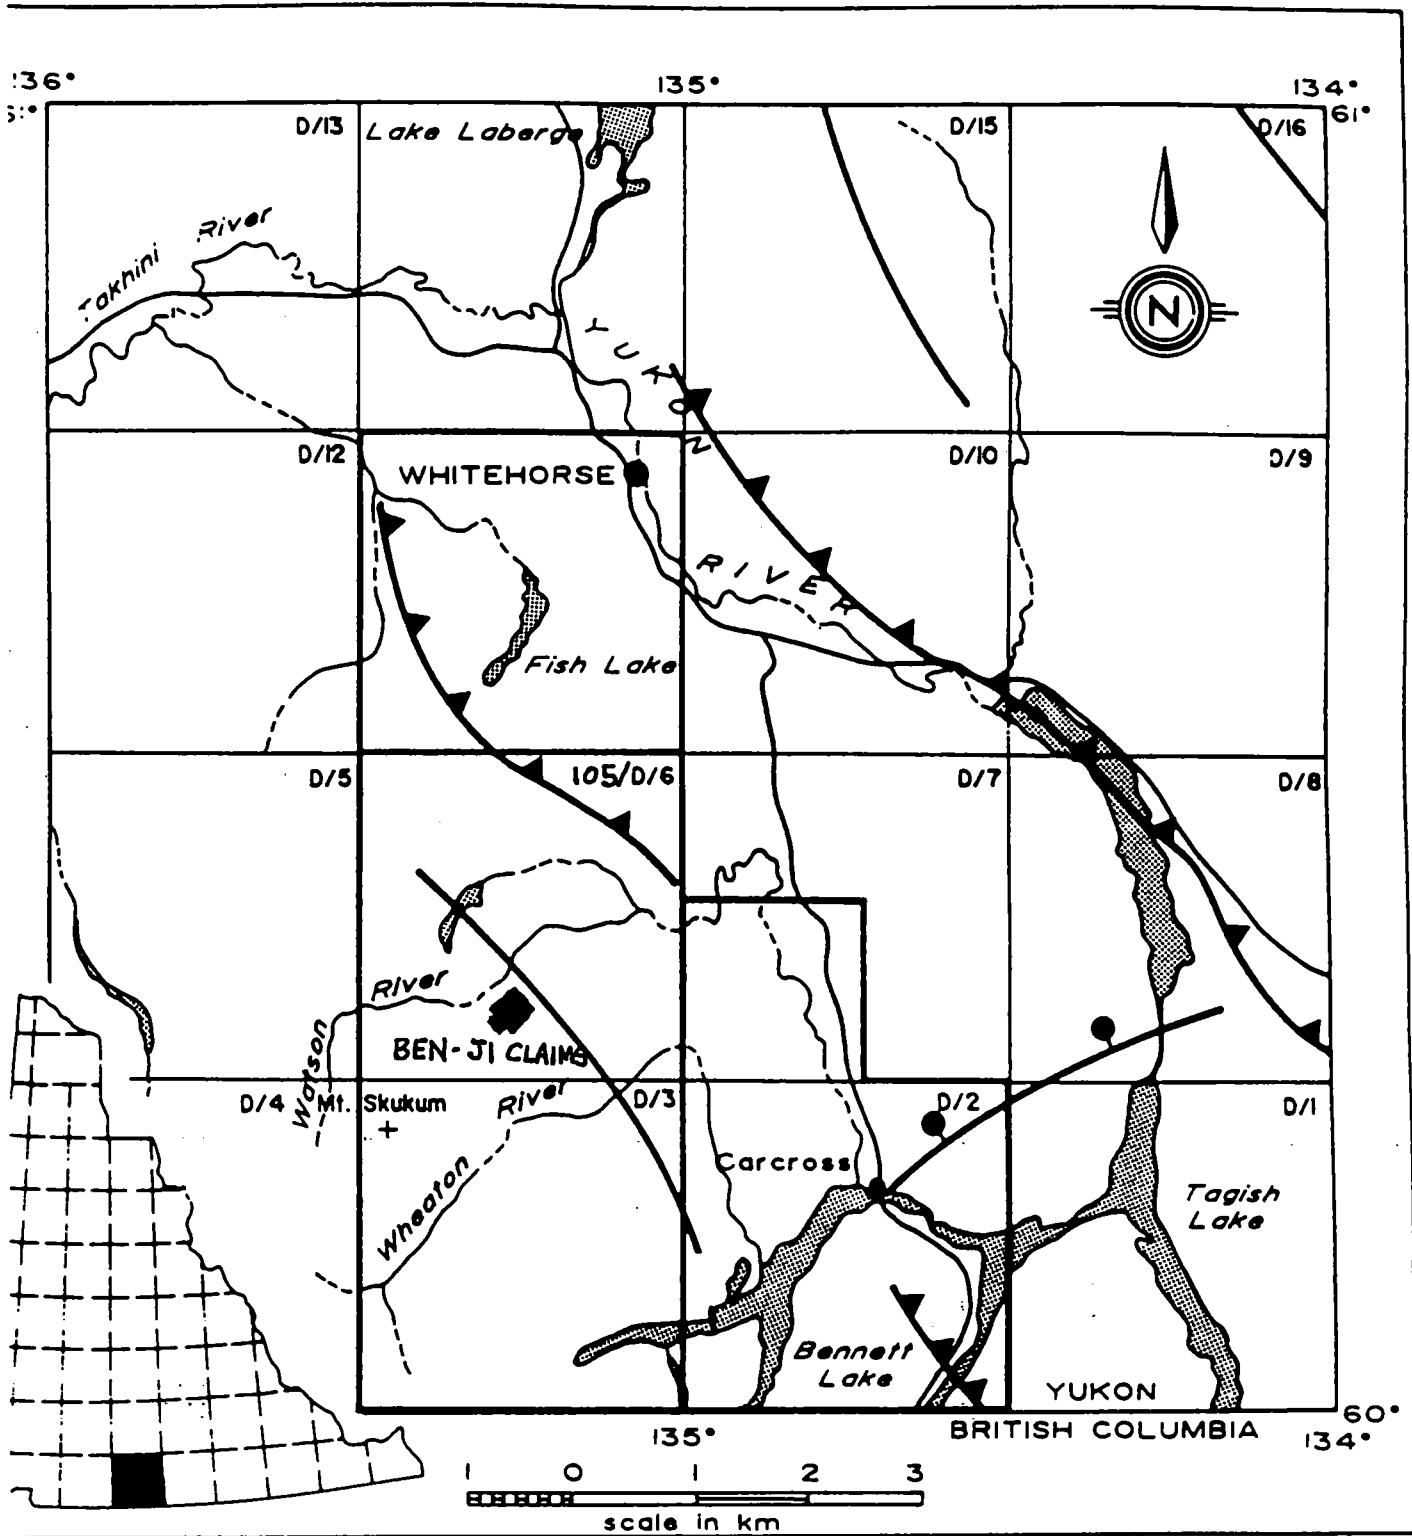 136°
135°
134°
61°
61°
D/13
Lake Laberge
D/15
D/16
Takhini River
N
YUKON RIVER
D/12
WHITEHORSE
D/10
D/9
Fish Lake
D/5
105/D/6
D/7
D/8
Watson River
BEN-JI CLAIMS
D/4
Mt. Skukum
Wheaton River
D/3
D/2
D/1
Carcross
Tagish
Lake
Bennett
Lake
YUKON
BRITISH COLUMBIA
60°
135°
134°
1 0 1 2 3
scale in km